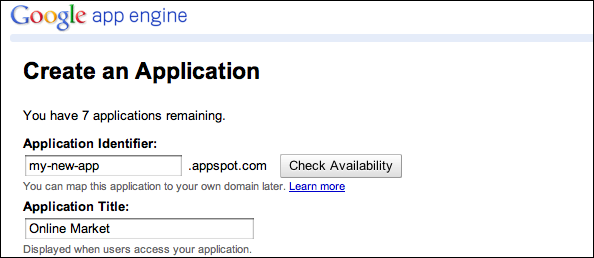 Google app engine
Create an Application
You have 7 applications remaining.
Application Identifier:
my-new-app .appspot.com Check Availability
You can map this application to your own domain later. Learn more
Application Title:
Online Market
Displayed when users access your application.